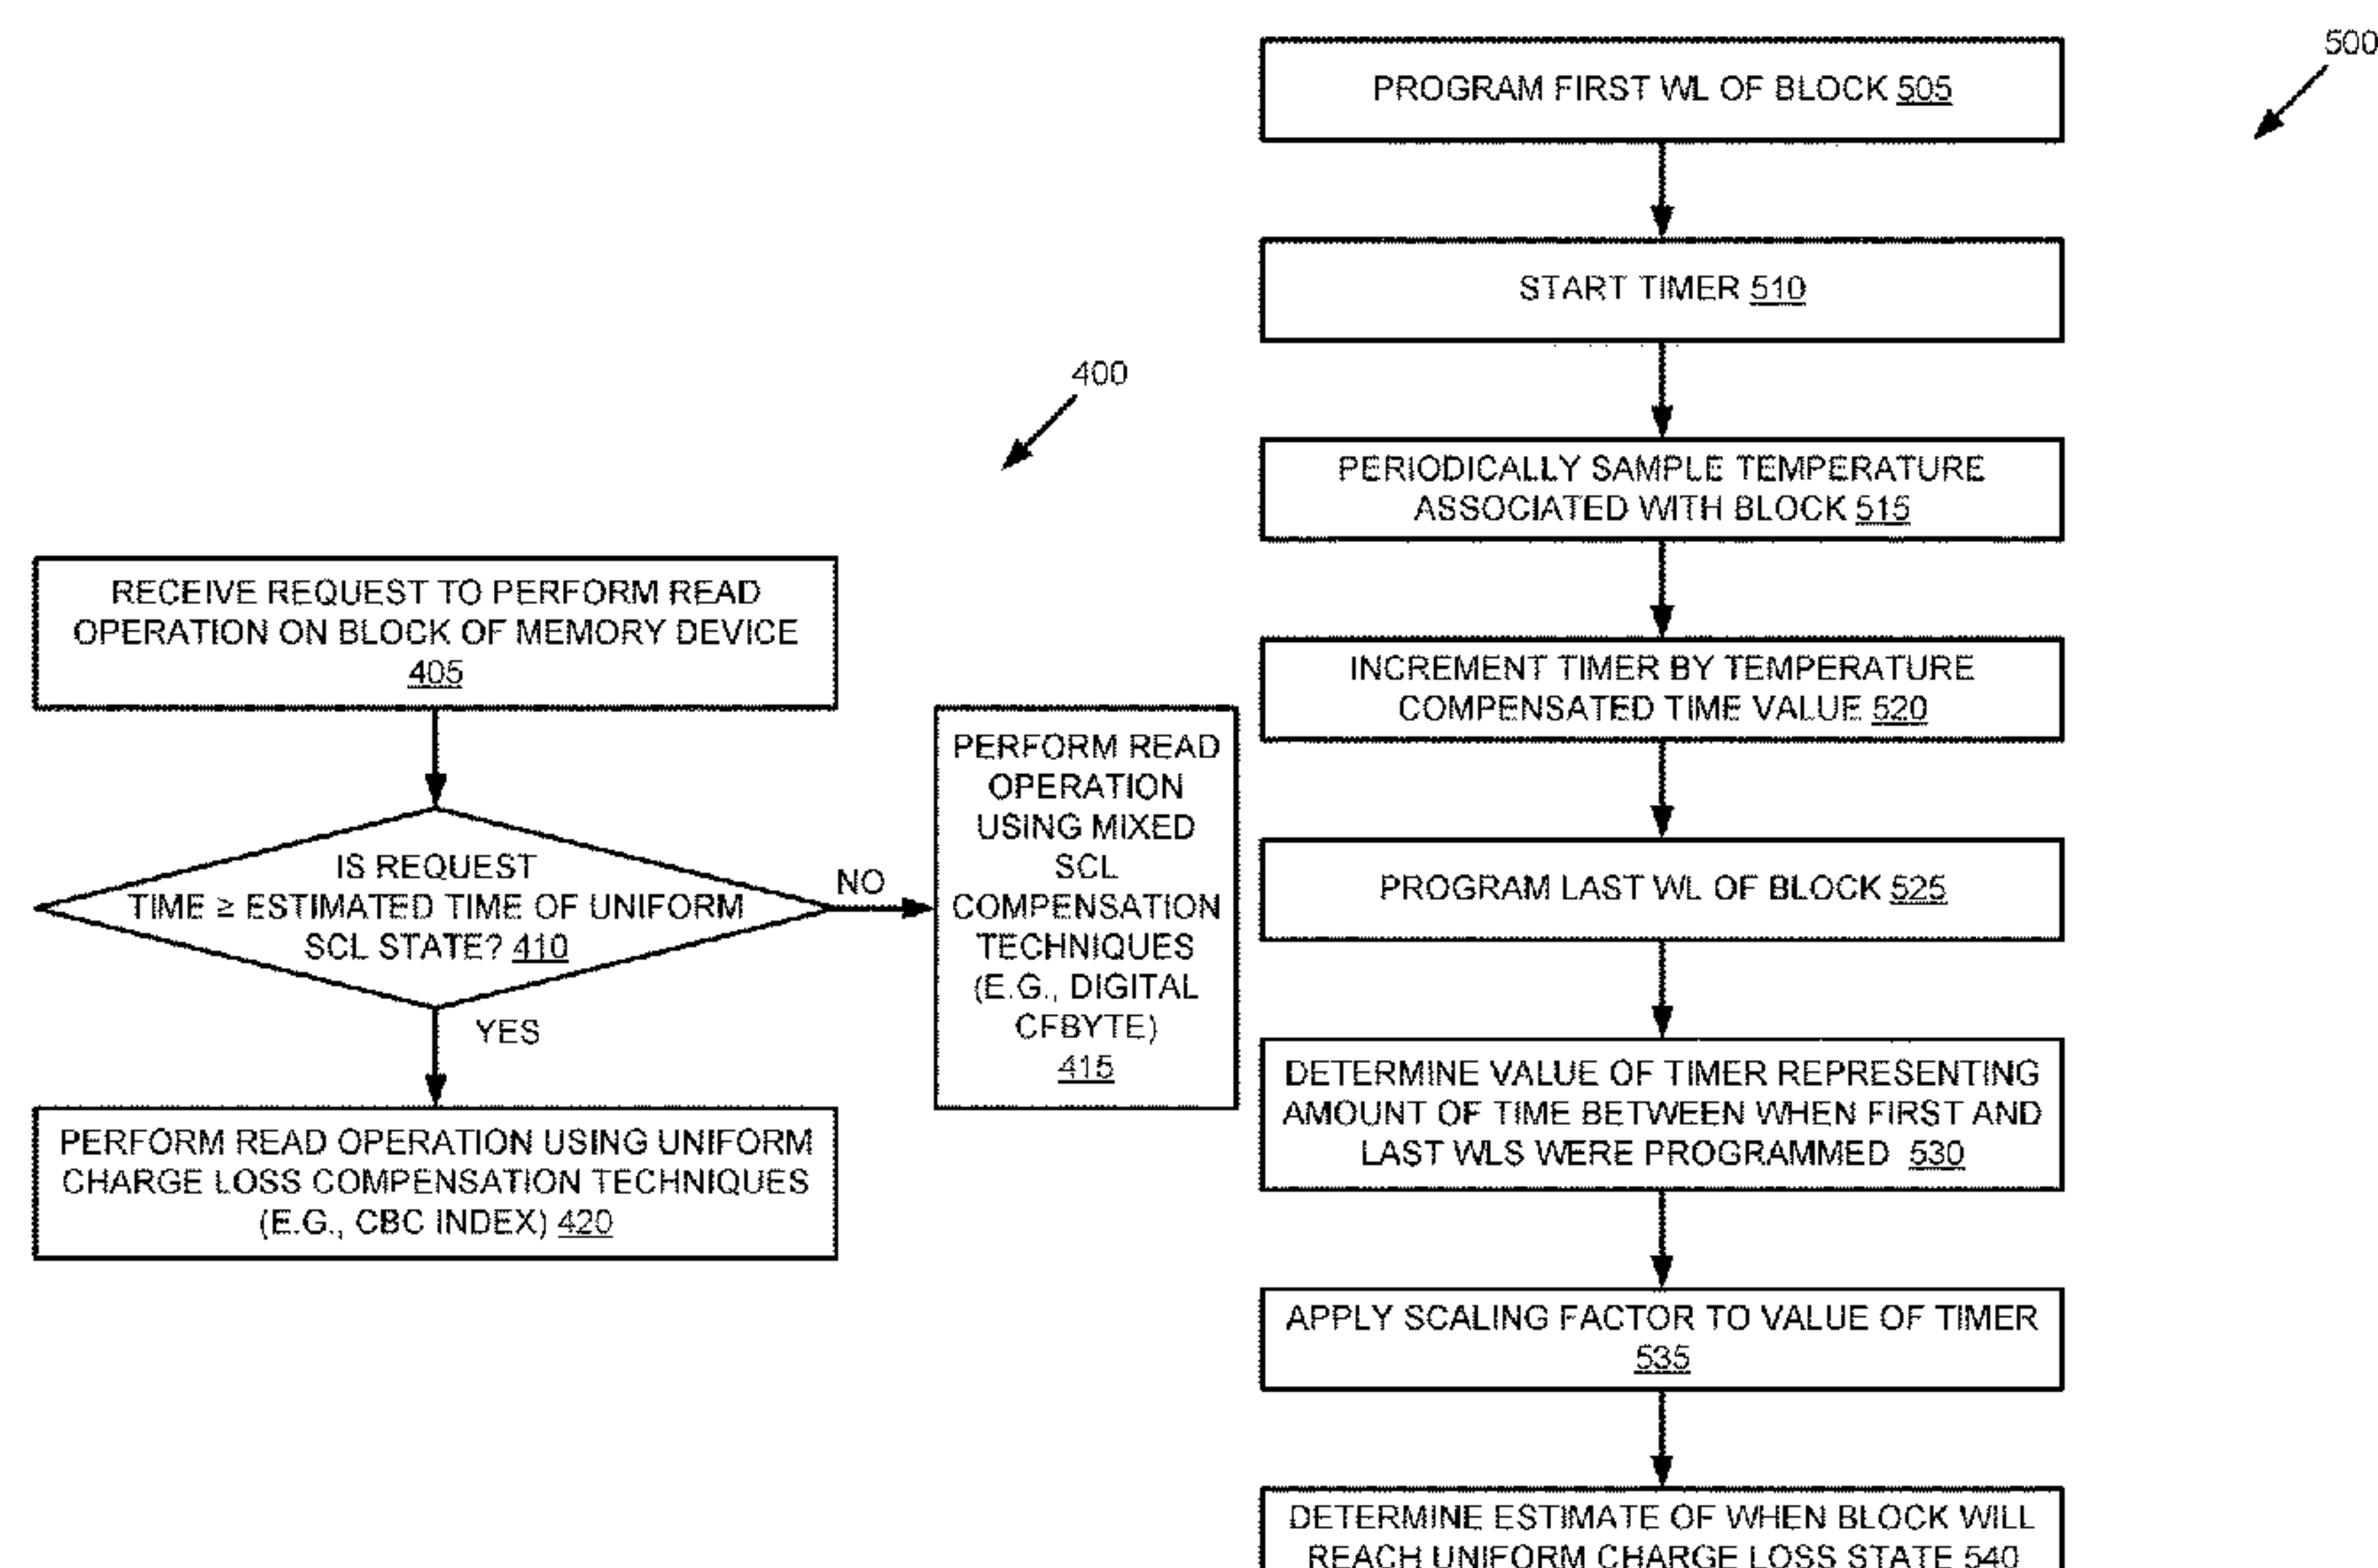 400
RECEIVE REQUEST TO PERFORM READ
OPERATION ON BLOCK OF MEMORY DEVICE
405
IS REQUEST
TIME ≥ ESTIMATED TIME OF UNIFORM
SCL STATE? 410
NO
YES
PERFORM READ
OPERATION
USING MIXED
SCL
COMPENSATION
TECHNIQUES
(E.G., DIGITAL
CFBYTE)
415
PERFORM READ OPERATION USING UNIFORM
CHARGE LOSS COMPENSATION TECHNIQUES
(E.G., CBC INDEX) 420
500
PROGRAM FIRST WL OF BLOCK 505
START TIMER 510
PERIODICALLY SAMPLE TEMPERATURE
ASSOCIATED WITH BLOCK 515
INCREMENT TIMER BY TEMPERATURE
COMPENSATED TIME VALUE 520
PROGRAM LAST WL OF BLOCK 525
DETERMINE VALUE OF TIMER REPRESENTING
AMOUNT OF TIME BETWEEN WHEN FIRST AND
LAST WLS WERE PROGRAMMED 530
APPLY SCALING FACTOR TO VALUE OF TIMER
535
DETERMINE ESTIMATE OF WHEN BLOCK WILL
REACH UNIFORM CHARGE LOSS STATE 540